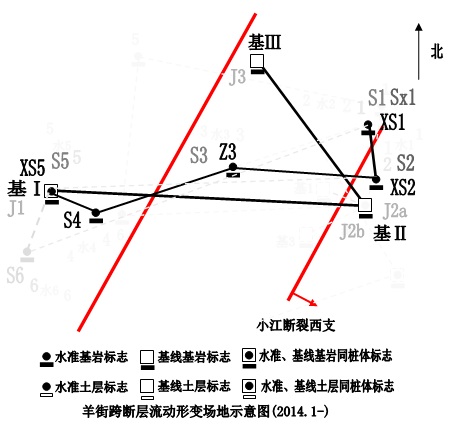 基III
北
J3
S1 Sx1
XS1
S3 Z3
S2
XS5 S5
XS2
基 I
J1
S4
J2a
J2b
基 II
S6
小江断裂西支
水准基岩标志 基线基岩标志 水准、基线基岩同桩体标志
水准土层标志 基线土层标志 水准、基线土层同桩体标志
羊街跨断层流动形变场地示意图(2014.1-)